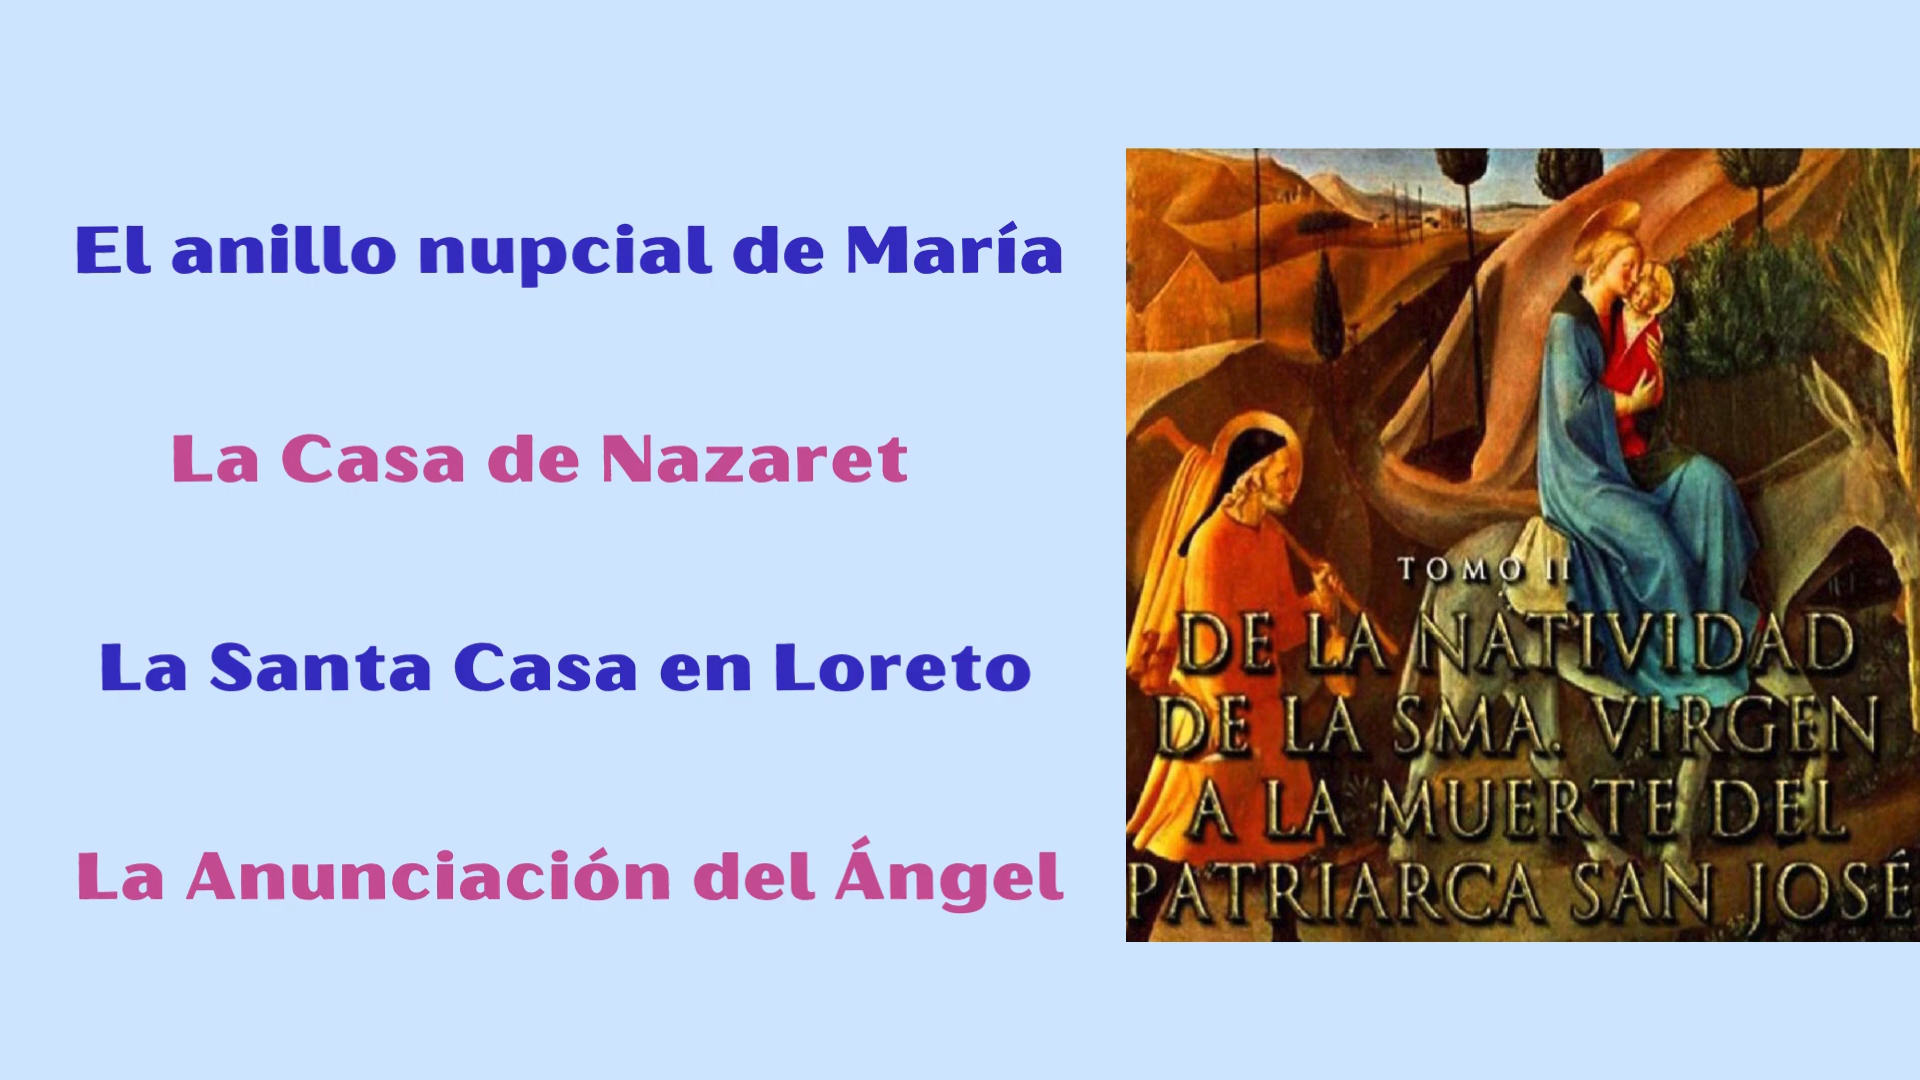 El anillo nupcial de María
La Casa de Nazaret
La Santa Casa en Loreto
La Anunciación del Ángel
TOMO II
DE LA NATIVIDAD
DE LA SMA. VIRGEN
A LA MUERTE DEL
PATRIARCA SAN JOSÉ